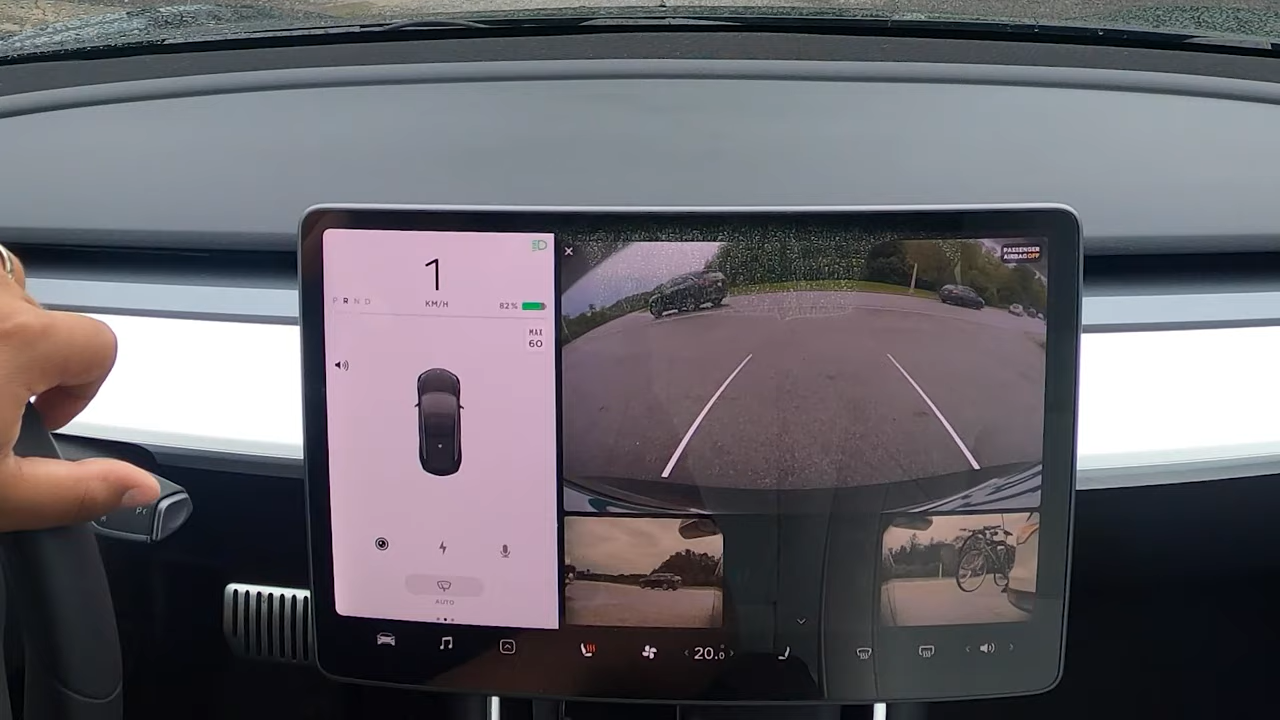 1
KM/H
P R N D
82%
MAX
60
AUTO
PASSENGER
AIRBAG OFF
20.0